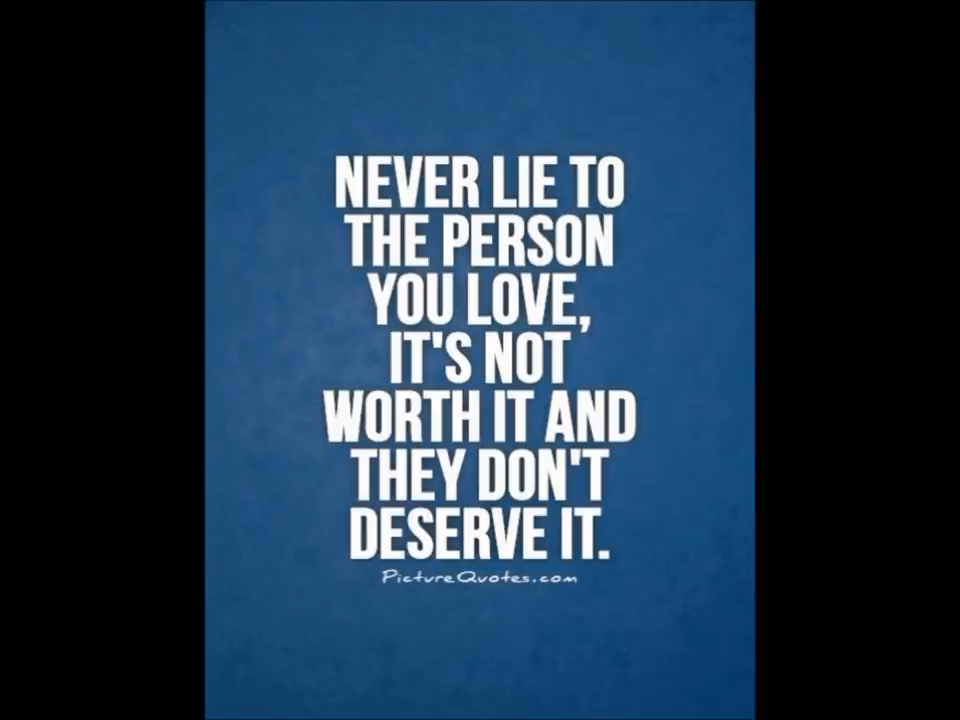 NEVER LIE TO
THE PERSON
YOU LOVE,
IT'S NOT
WORTH IT AND
THEY DON'T
DESERVE IT.
PictureQuotes.com